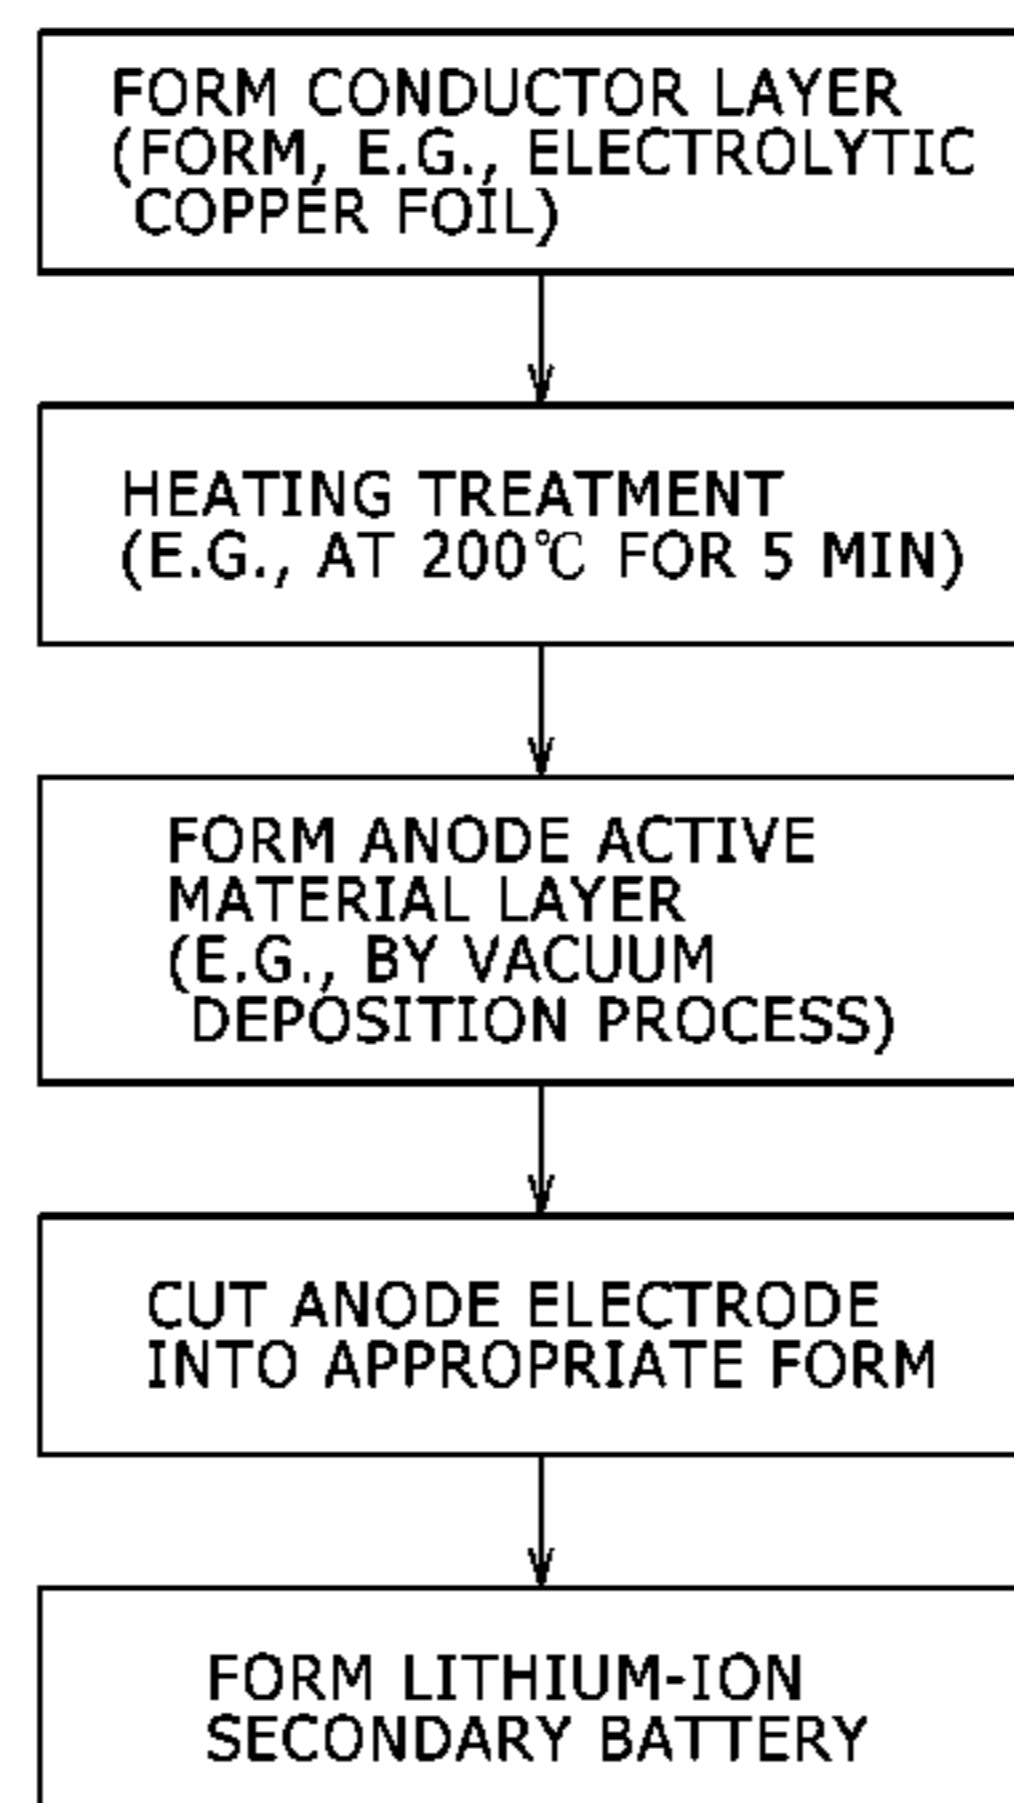 FORM CONDUCTOR LAYER
(FORM, E.G., ELECTROLYTIC
COPPER FOIL)
HEATING TREATMENT
(E.G., AT 200℃ FOR 5 MIN)
FORM ANODE ACTIVE
MATERIAL LAYER
(E.G., BY VACUUM
DEPOSITION PROCESS)
CUT ANODE ELECTRODE
INTO APPROPRIATE FORM
FORM LITHIUM-ION
SECONDARY BATTERY